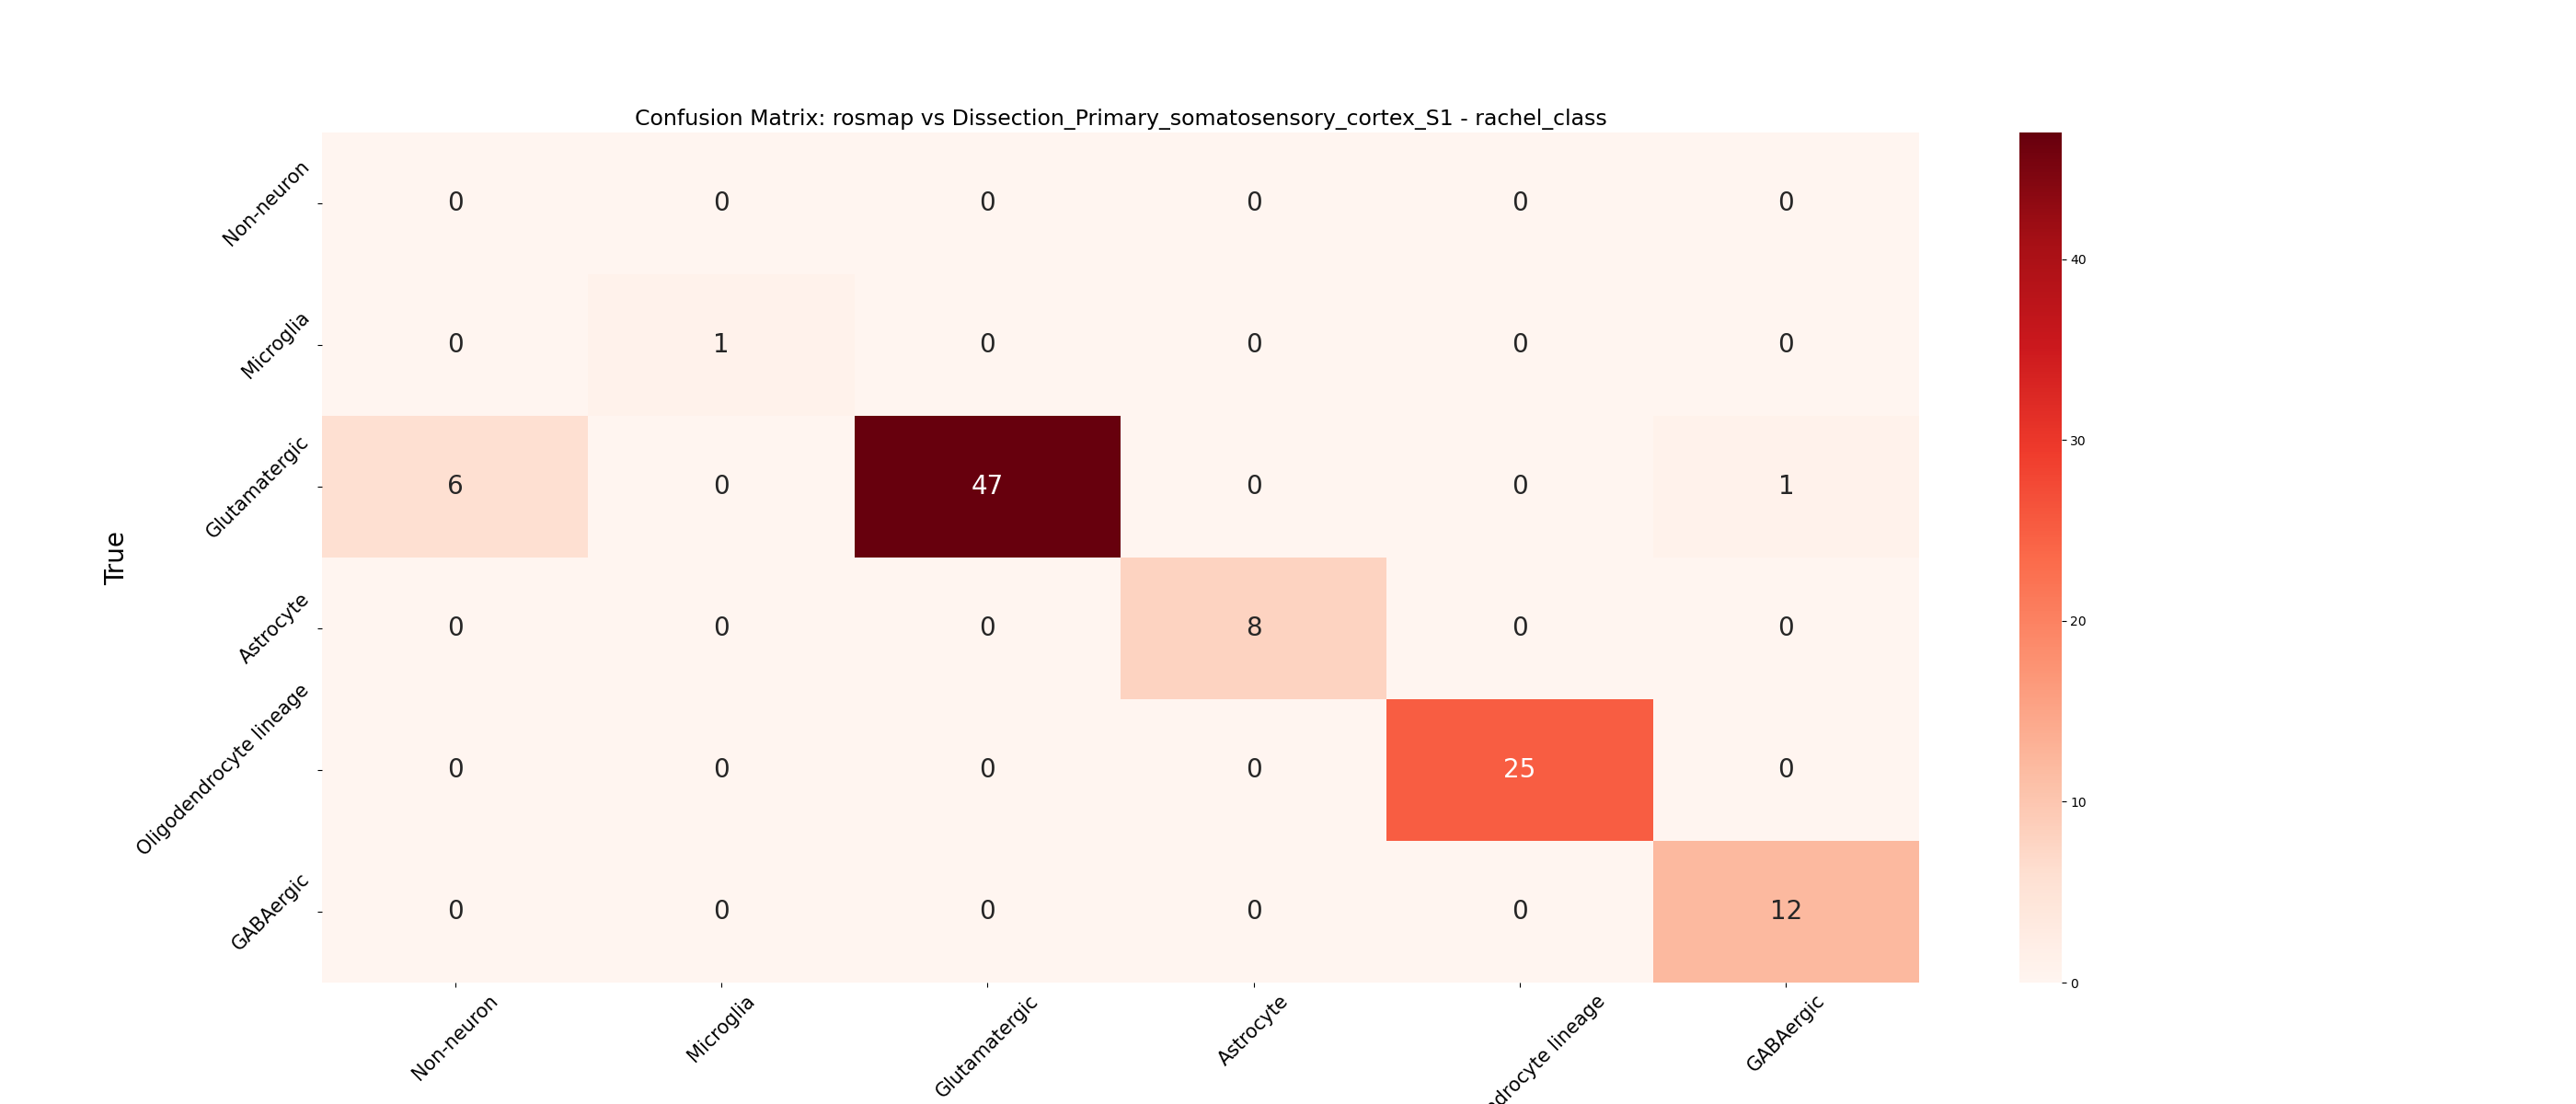 Confusion Matrix: rosmap vs Dissection_Primary_somatosensory_cortex_S1 - rachel_class
True
Non-neuron
0 0 0 0 0 0
Microglia
0 1 0 0 0 0
Glutamatergic
6 0 47 0 0 1
Astrocyte
0 0 0 8 0 0
Oligodendrocyte lineage
0 0 0 0 25 0
GABAergic
0 0 0 0 0 12
Non-neuron
Microglia
Glutamatergic
Astrocyte
lineage
GABAergic
40
30
20
10
0